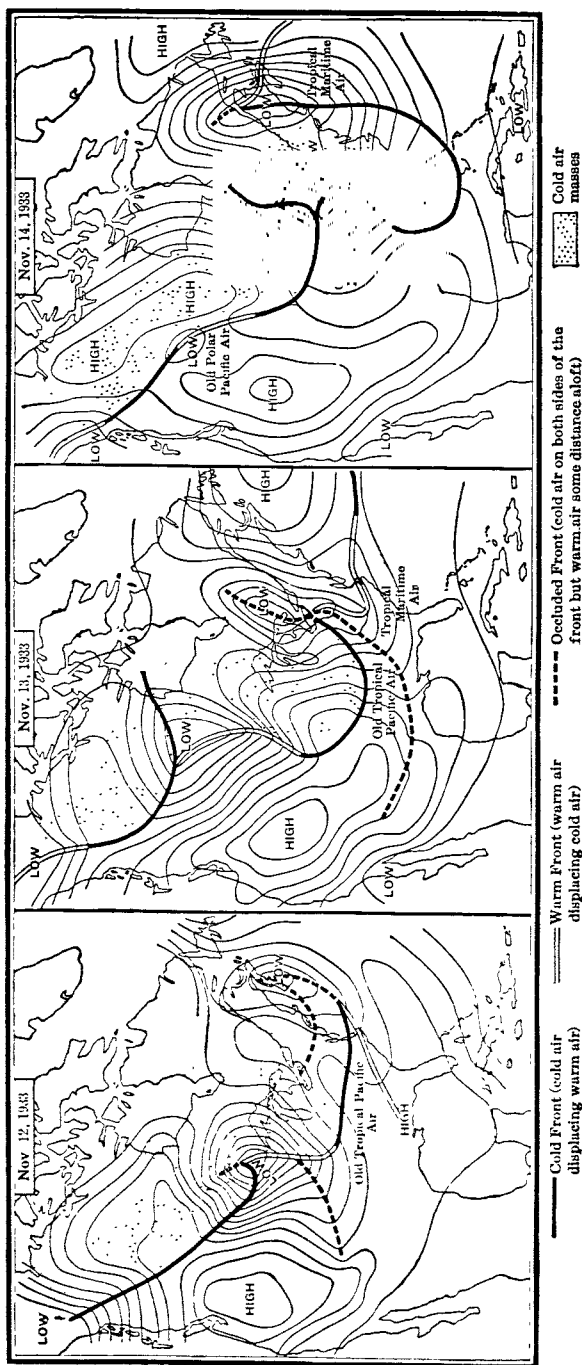 Nov 12, 1933
LOW
LOW
LOW
HIGH
Old Tropical Pacific
Air
HIGH
Nov. 13, 1933
LOW
LOW
HIGH
LOW
HIGH
Old Tropical
Pacific Air
Tropical
Maritime
Air
LOW
Nov. 14, 1933
HIGH
HIGH
HIGH
LOW
LOW
LOW
Old Polar
Pacific Air
Tropical
Maritime
Air
HIGH
LOW
LOW
Cold Front (cold air
displacing warm air)
Warm Front (warm air
displacing cold air)
Occluded Front (cold air on both sides of the
front but warm air some distance aloft)
Cold air
masses